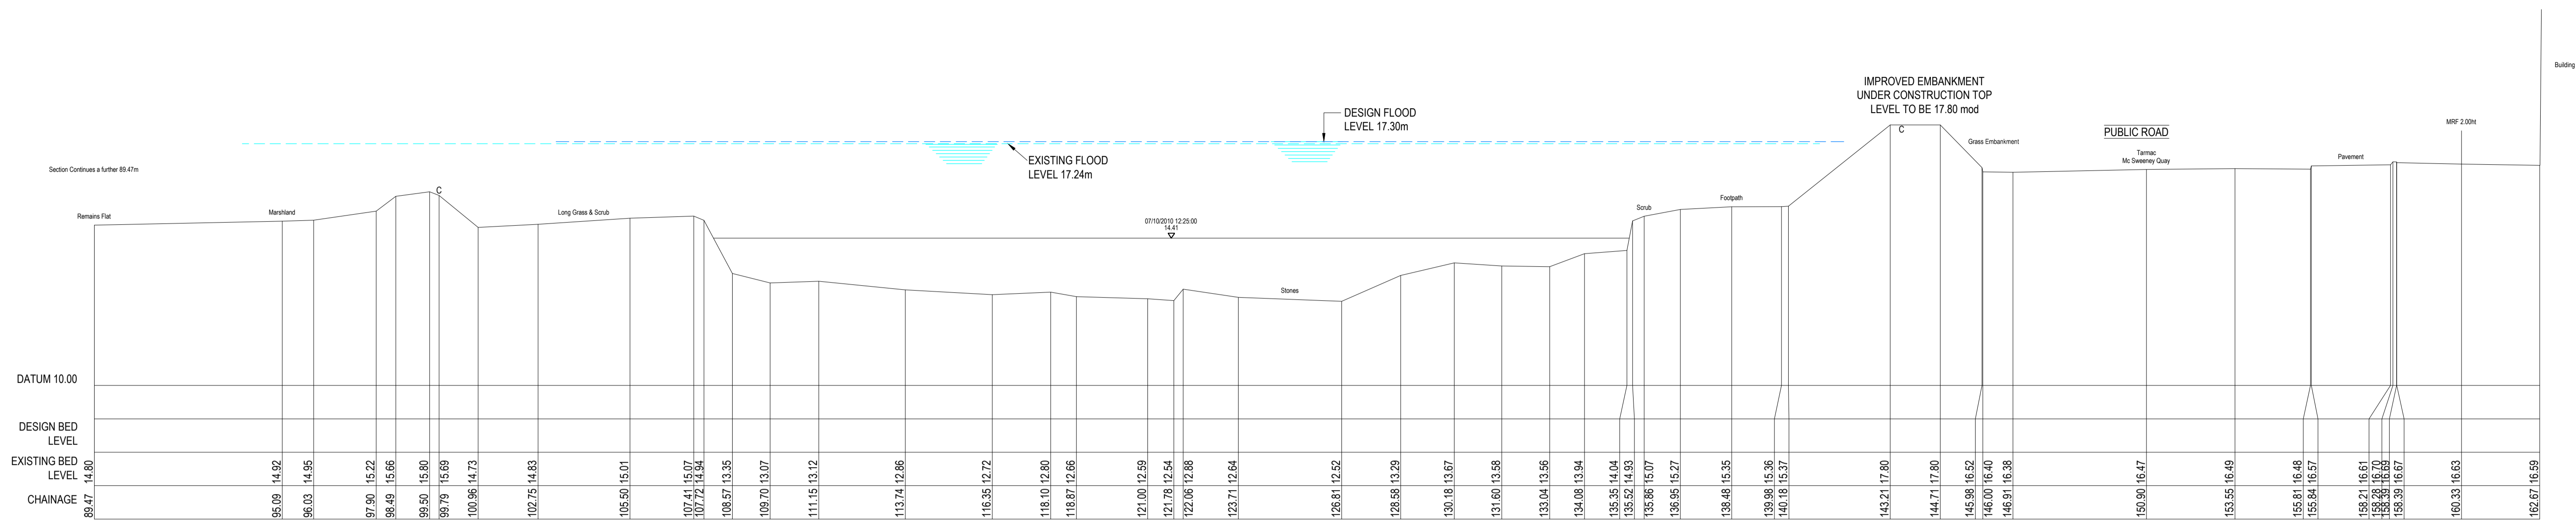 Building
IMPROVED EMBANKMENT
UNDER CONSTRUCTION TOP
LEVEL TO BE 17.80 mod
DESIGN FLOOD
LEVEL 17.30m
C
PUBLIC ROAD
MRF 2.00ht
Grass Embankment
Tarmac
Mc Sweeney Quay
Pavement
EXISTING FLOOD
LEVEL 17.24m
Section Continues a further 89.47m
C
Remains Flat
Marshland
Long Grass & Scrub
07/10/2010 12:25:00
14.41
Scrub
Footpath
Stones
DATUM 10.00
DESIGN BED
LEVEL
EXISTING BED
LEVEL
14.80 14.92 14.95 15.22 15.66 15.80 15.69 14.73 14.83 15.01 15.07 14.94 13.35 13.07 13.12 12.86 12.72 12.80 12.66 12.59 12.54 12.88 12.64 12.52 13.29 13.67 13.58 13.56 13.94 14.04 14.93 15.07 15.27 15.35 15.36 15.37 17.80 17.80 16.52 16.40 16.38 16.47 16.49 16.48 16.57 16.61 16.70 16.69 16.67 16.63 16.59
CHAINAGE
89.47 95.09 96.03 97.90 98.49 99.50 99.79 100.96 102.75 105.50 107.41 107.72 108.57 109.70 111.15 113.74 116.35 118.10 118.87 121.00 121.78 122.06 123.71 126.81 128.58 130.18 131.60 133.04 134.08 135.35 135.52 135.86 136.95 138.48 139.98 140.18 143.21 144.71 145.98 146.00 146.91 150.90 153.55 155.81 155.84 158.21 158.28 158.39 158.39 160.33 162.67